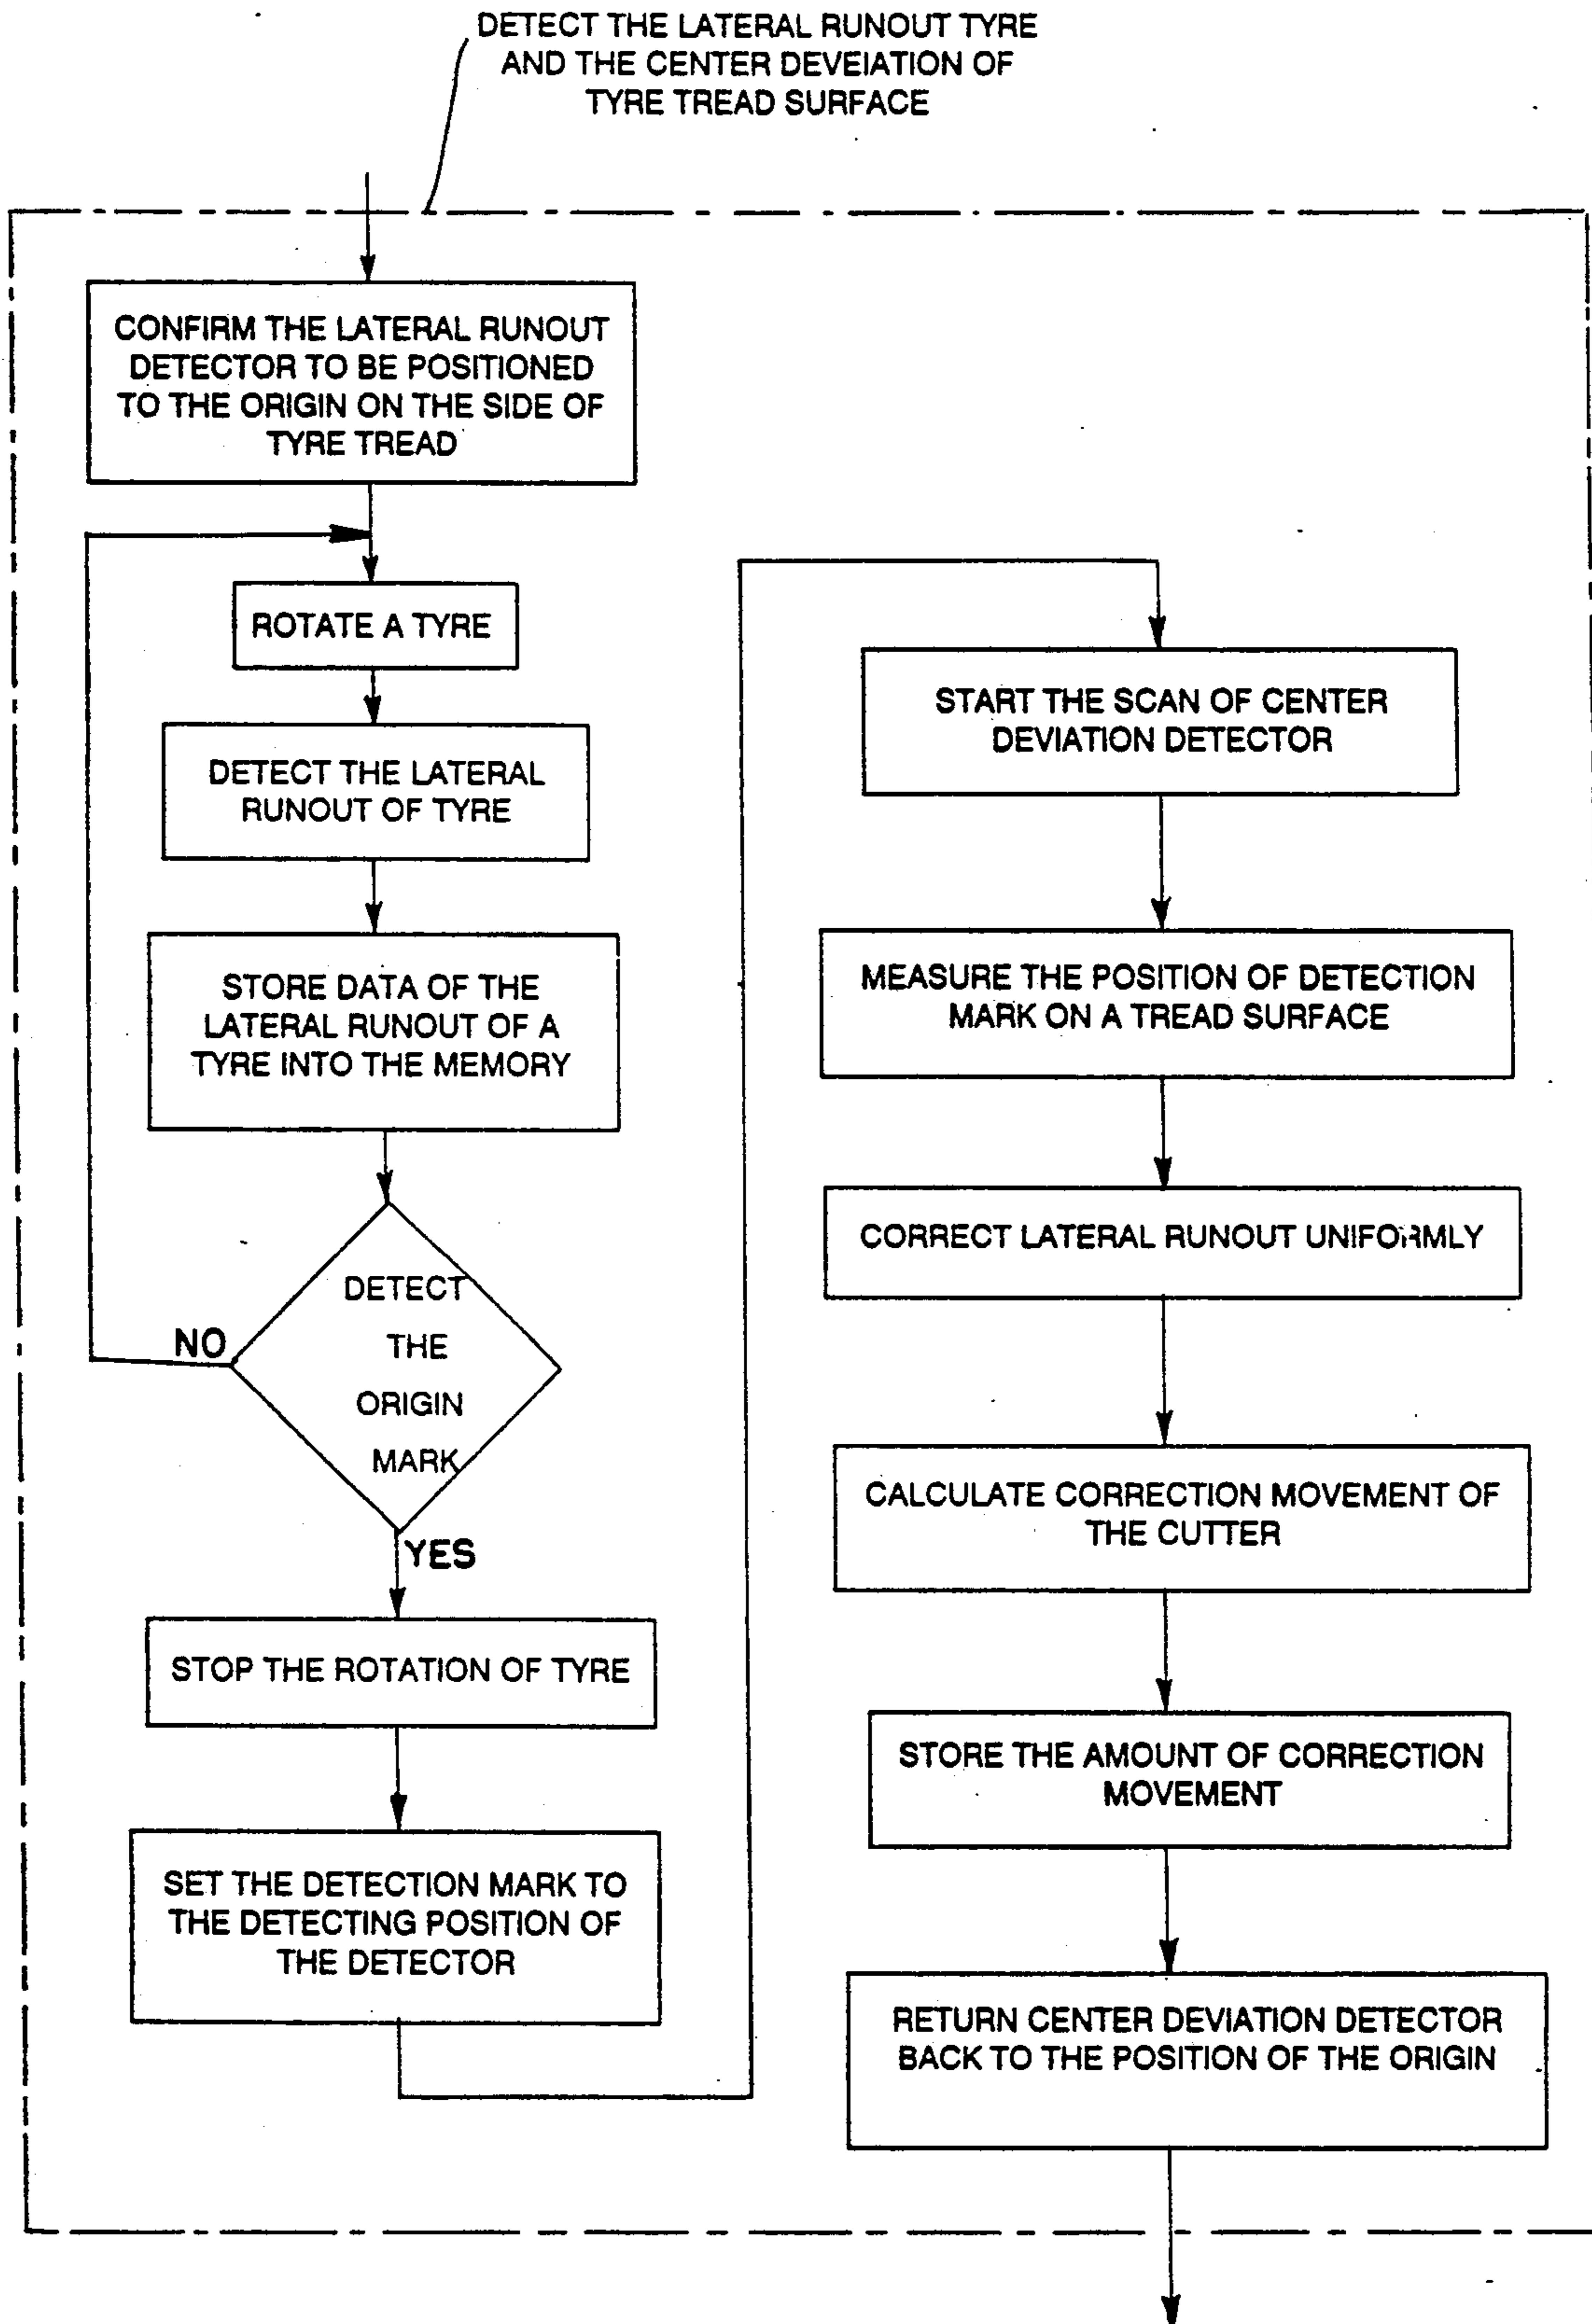 DETECT THE LATERAL RUNOUT TYRE
AND THE CENTER DEVEIATION OF
TYRE TREAD SURFACE
CONFIRM THE LATERAL RUNOUT
DETECTOR TO BE POSITIONED
TO THE ORIGIN ON THE SIDE OF
TYRE TREAD
ROTATE A TYRE
DETECT THE LATERAL
RUNOUT OF TYRE
STORE DATA OF THE
LATERAL RUNOUT OF A
TYRE INTO THE MEMORY
DETECT
THE
ORIGIN
MARK
NO
YES
STOP THE ROTATION OF TYRE
SET THE DETECTION MARK TO
THE DETECTING POSITION OF
THE DETECTOR
START THE SCAN OF CENTER
DEVIATION DETECTOR
MEASURE THE POSITION OF DETECTION
MARK ON A TREAD SURFACE
CORRECT LATERAL RUNOUT UNIFORMLY
CALCULATE CORRECTION MOVEMENT OF
THE CUTTER
STORE THE AMOUNT OF CORRECTION
MOVEMENT
RETURN CENTER DEVIATION DETECTOR
BACK TO THE POSITION OF THE ORIGIN